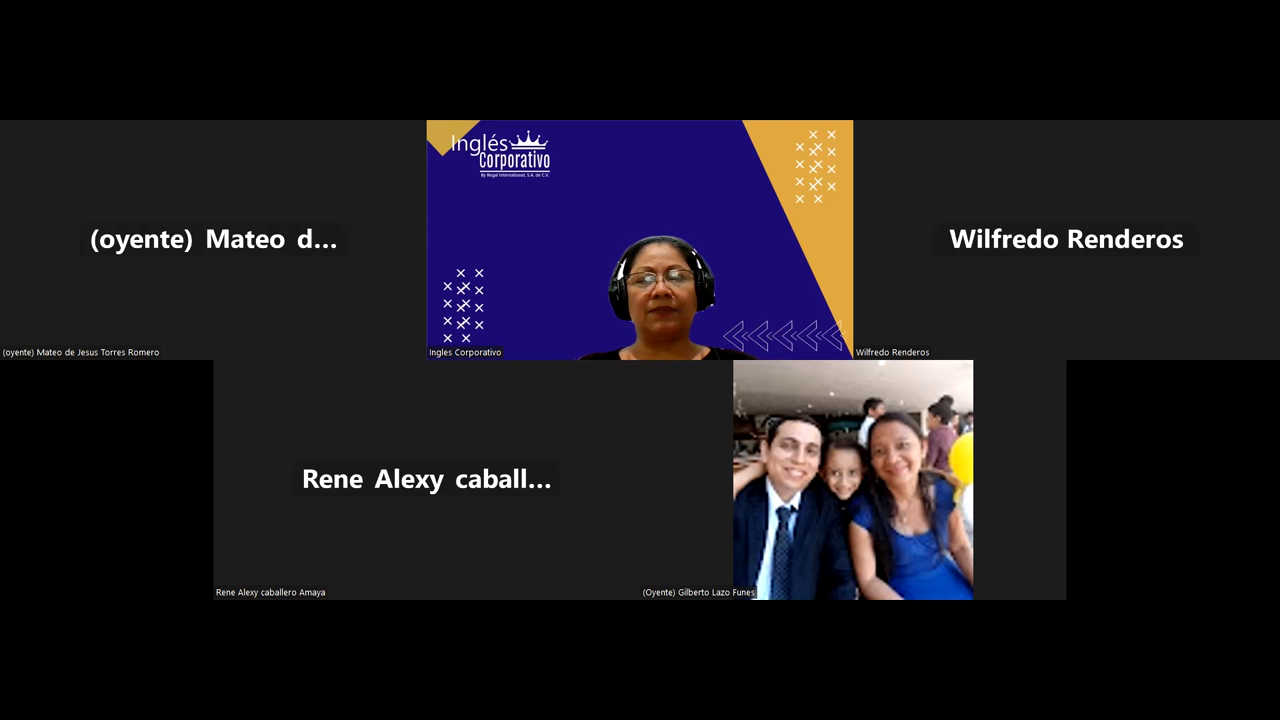 Inglés
Corporativo
By Regal International, S.A. de C.V.
(oyente) Mateo d...
Wilfredo Renderos
(oyente) Mateo de Jesus Torres Romero
Ingles Corporativo
Wilfredo Renderos
Rene Alexy caball...
Rene Alexy caballero Amaya
(Oyente) Gilberto Lazo Funes